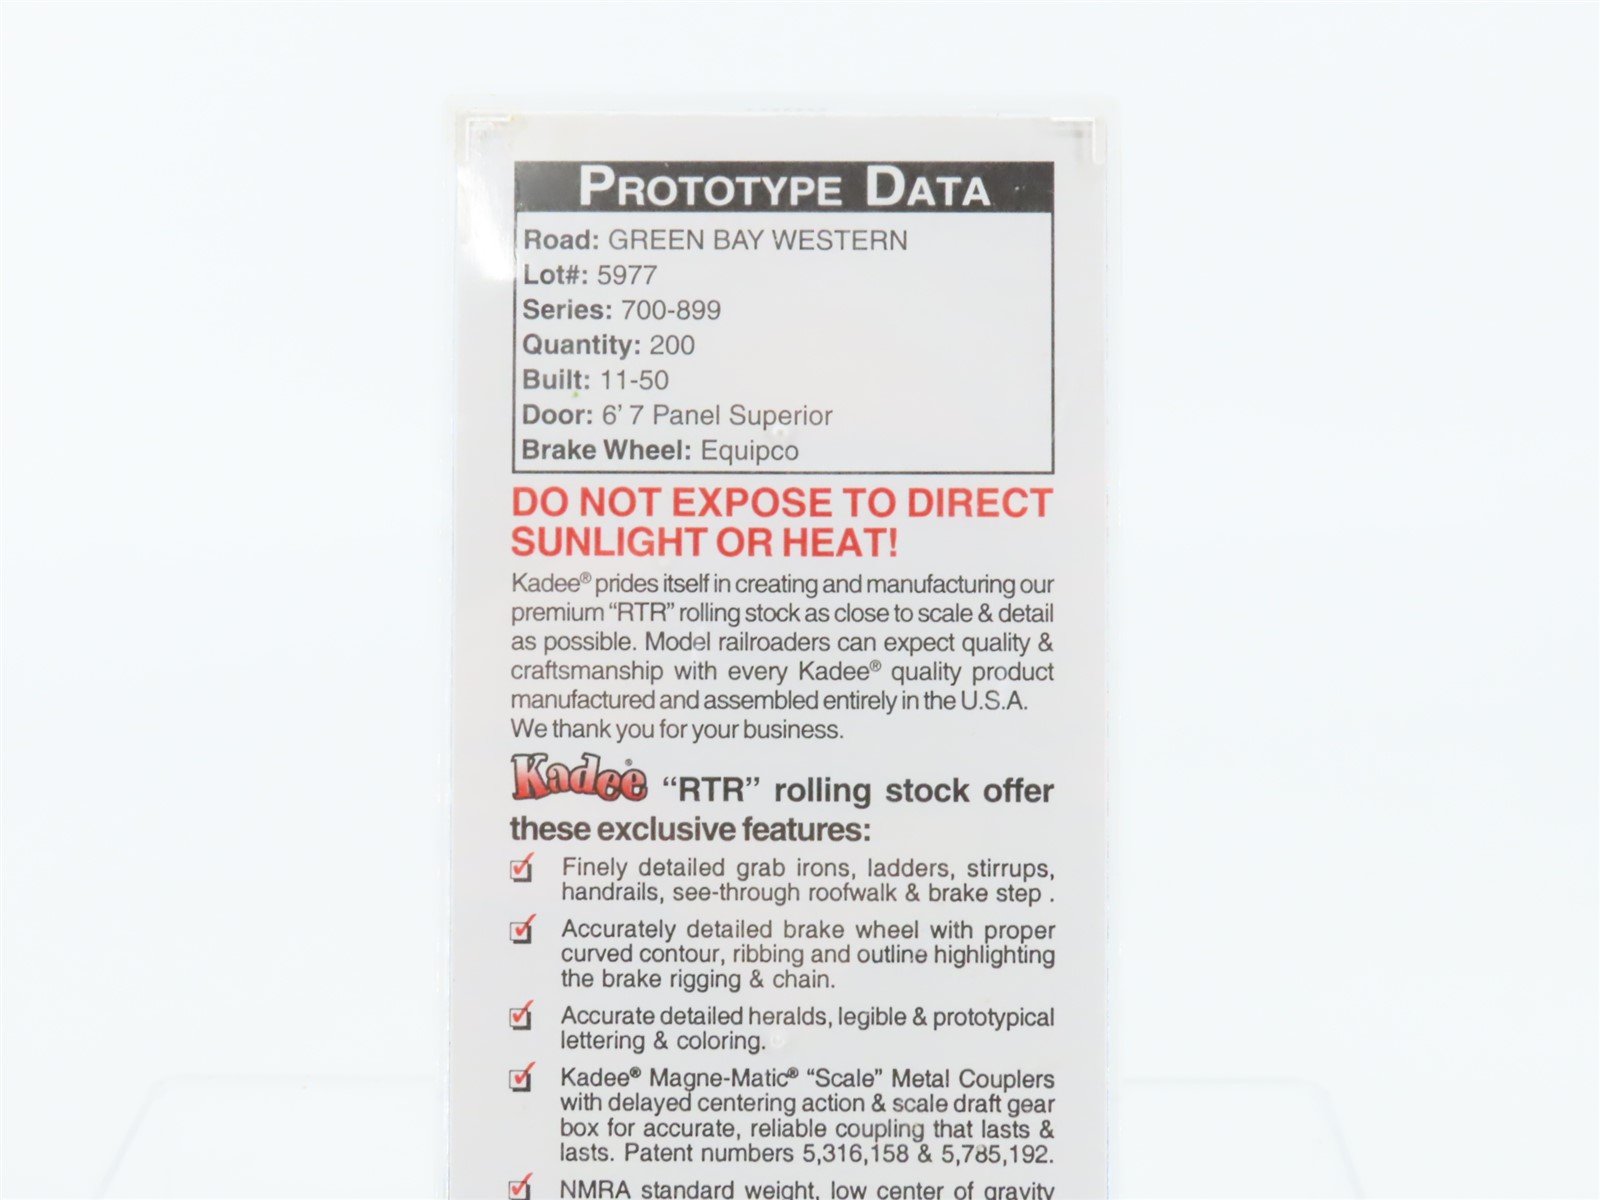 PROTOTYPE DATA
Road: GREEN BAY WESTERN
Lot#: 5977
Series: 700-899
Quantity: 200
Built: 11-50
Door: 6' 7 Panel Superior
Brake Wheel: Equipco
DO NOT EXPOSE TO DIRECT
SUNLIGHT OR HEAT!
Kadee® prides itself in creating and manufacturing our
premium "RTR" rolling stock as close to scale & detail
as possible. Model railroaders can expect quality &
craftsmanship with every Kadee® quality product
manufactured and assembled entirely in the U.S.A.
We thank you for your business.
Kadee® "RTR" rolling stock offer
these exclusive features:
Finely detailed grab irons, ladders, stirrups,
handrails, see-through roofwalk & brake step .
Accurately detailed brake wheel with proper
curved contour, ribbing and outline highlighting
the brake rigging & chain.
Accurate detailed heralds, legible & prototypical
lettering & coloring.
Kadee® Magne-Matic® "Scale" Metal Couplers
with delayed centering action & scale draft gear
box for accurate, reliable coupling that lasts &
lasts. Patent numbers 5,316,158 & 5,785,192.
NMRA standard weight, low center of gravity